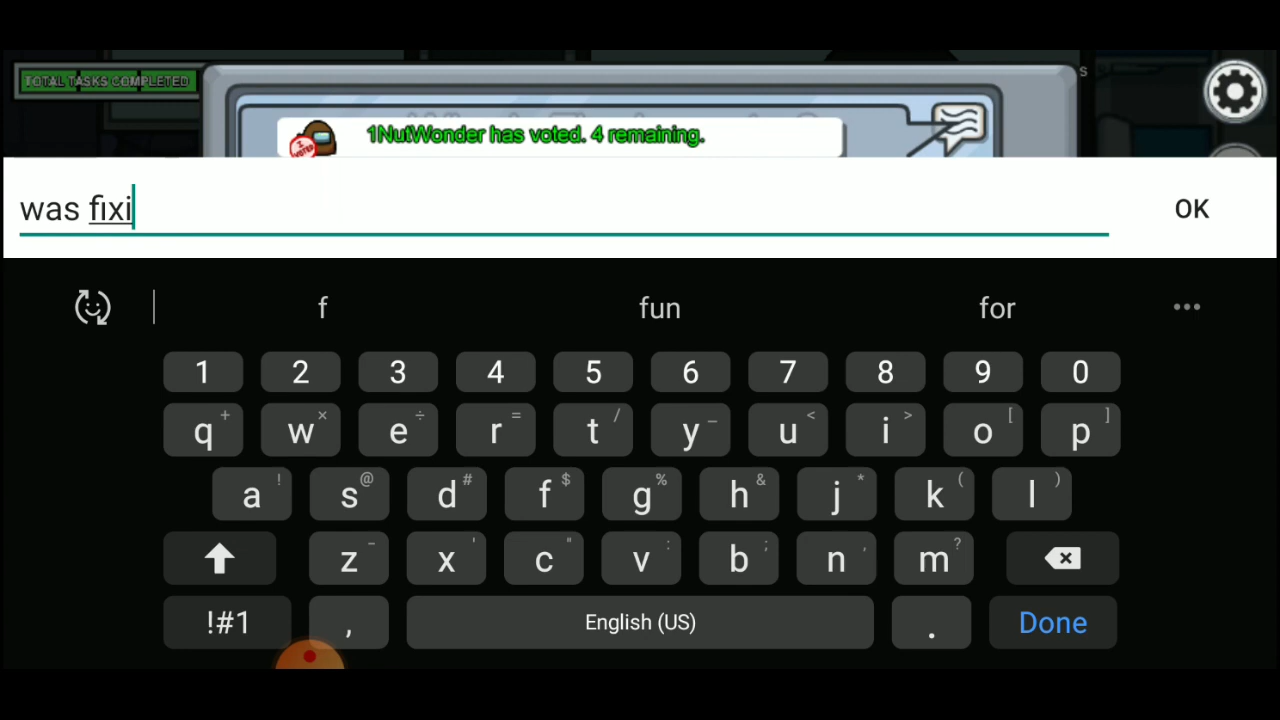 TOTAL TASKS COMPLETED
s
1NutWonder has voted. 4 remaining.
I VOTED
was fixi
OK
f fun for
1 2 3 4 5 6 7 8 9 0
q + w × e ÷ r = t / y _ u < i > o [ p ]
a ! s @ d # f $ g % h & j * k ( l )
z - x ' c " v : b ; n , m ?
!#1 , English (US) . Done